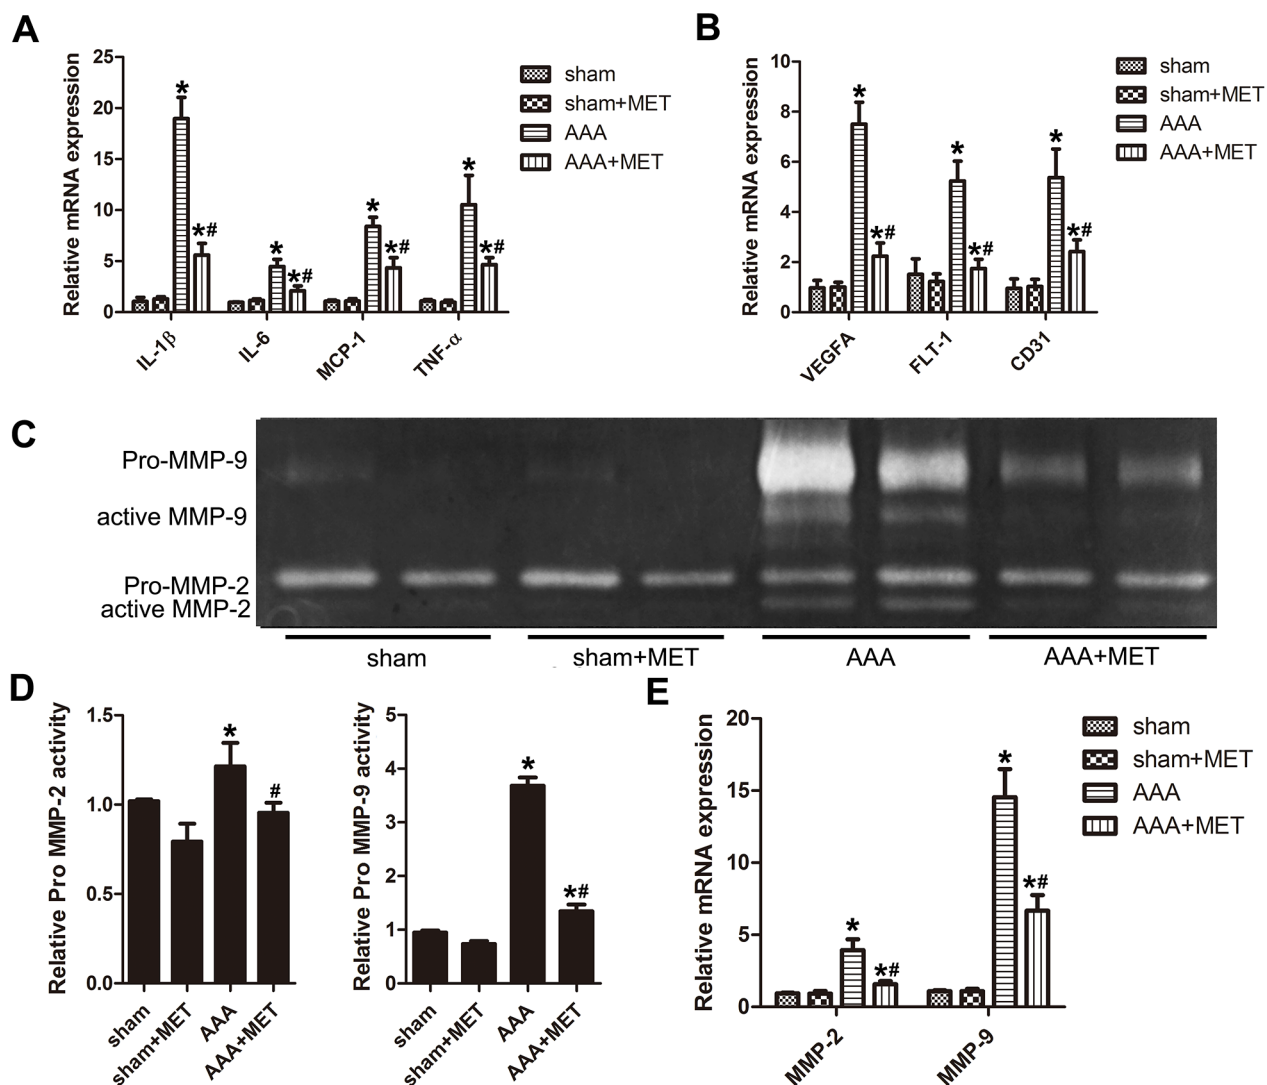 A
Relative mRNA expression
25
20
15
10
5
0
*
*#
*
*#
*
*#
*
*#
IL-1β
IL-6
MCP-1
TNF-α
sham
sham+MET
AAA
AAA+MET
B
Relative mRNA expression
10
8
6
4
2
0
*
*#
*
*#
*
*#
VEGFA
FLT-1
CD31
sham
sham+MET
AAA
AAA+MET
C
Pro-MMP-9
active MMP-9
Pro-MMP-2
active MMP-2
sham
sham+MET
AAA
AAA+MET
D
Relative Pro MMP-2 activity
1.5
1.0
0.5
0.0
*
#
sham
sham+MET
AAA
AAA+MET
Relative Pro MMP-9 activity
5
4
3
2
1
0
*
*#
sham
sham+MET
AAA
AAA+MET
E
Relative mRNA expression
20
15
10
5
0
*
*#
*
*#
MMP-2
MMP-9
sham
sham+MET
AAA
AAA+MET